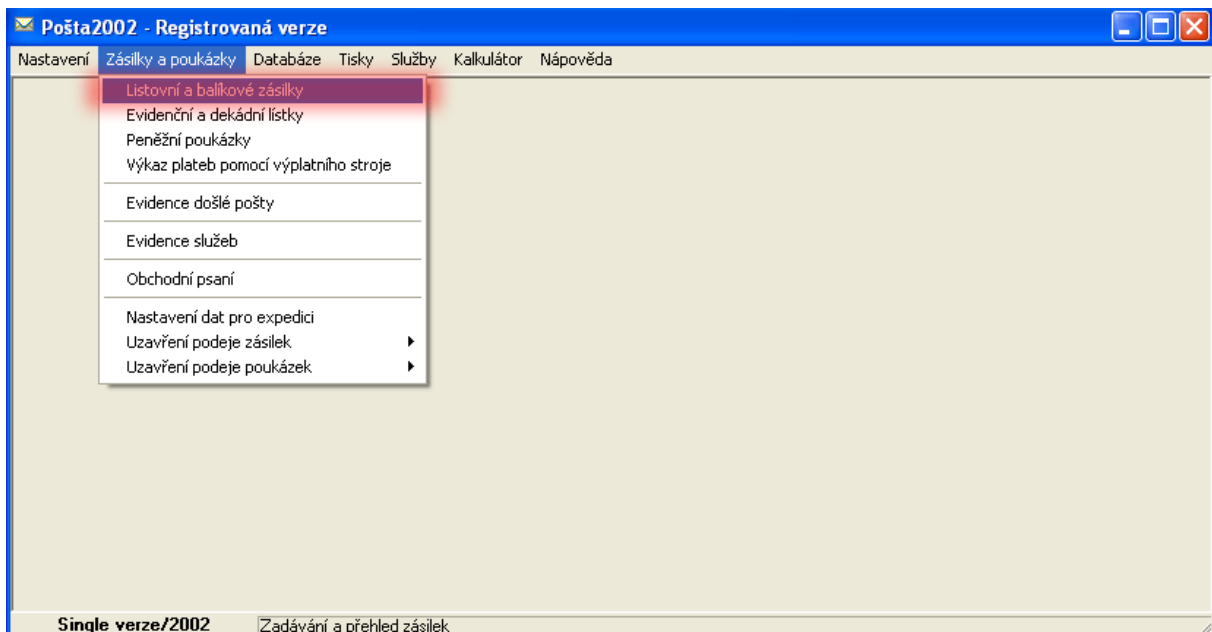 Pošta2002 - Registrovaná verze
Nastavení Zásilky a poukázky Databáze Tisky Služby Kalkulátor Nápověda
Listovní a balíkové zásilky
Evidenční a dekádní lístky
Peněžní poukázky
Výkaz plateb pomocí výplatního stroje
Evidence došlé pošty
Evidence služeb
Obchodní psaní
Nastavení dat pro expedici
Uzavření podeje zásilek
Uzavření podeje poukázek
Single verze/2002 Zadávání a přehled zásilek